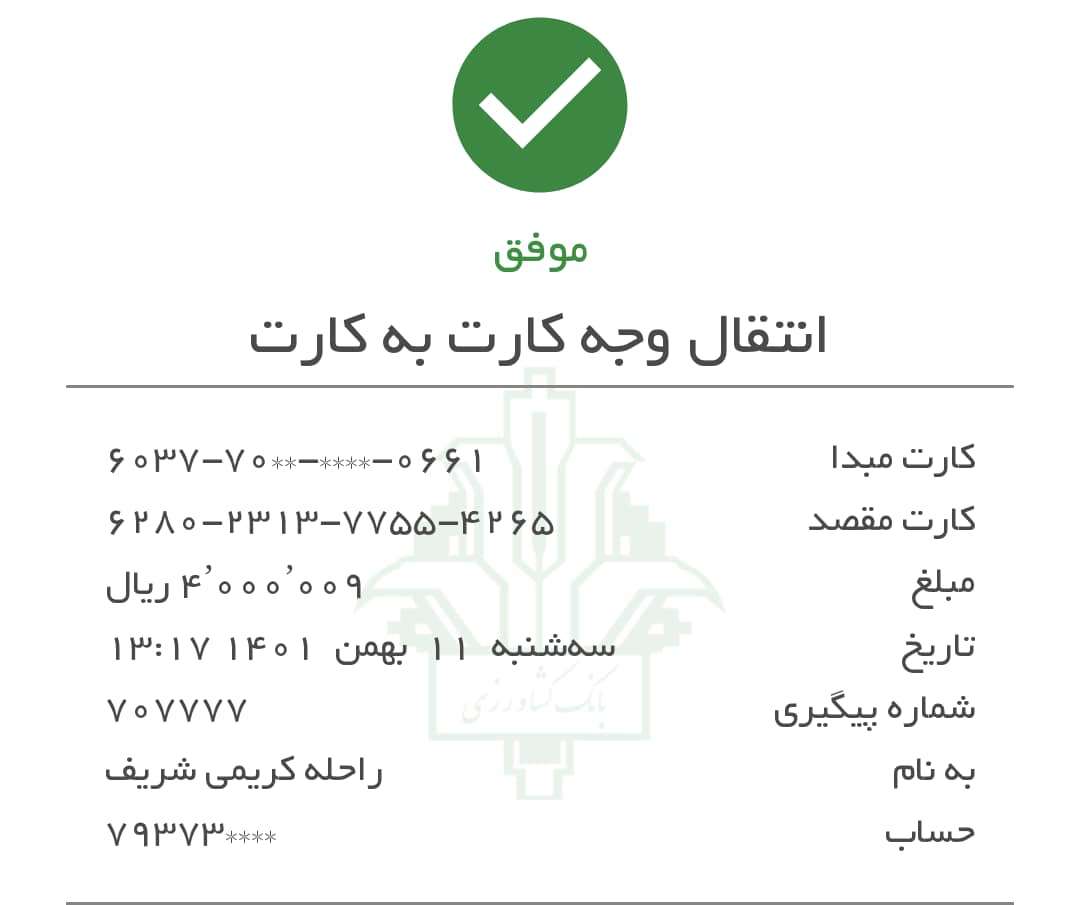 موفق
انتقال وجه کارت به کارت
کارت مبدا ۶۰۳۷-۷۰**-****-۰۶۶۱
کارت مقصد ۶۲۸۰-۲۳۱۳-۷۷۵۵-۴۲۶۵
مبلغ ۴٬۰۰۰٬۰۰۹ ریال
تاریخ سه‌شنبه ۱۱ بهمن ۱۴۰۱ ۱۳:۱۷
شماره پیگیری ۷۰۷۷۷۷
به نام راحله کریمی شریف
حساب ۷۹۳۷۳****
بانک کشاورزی